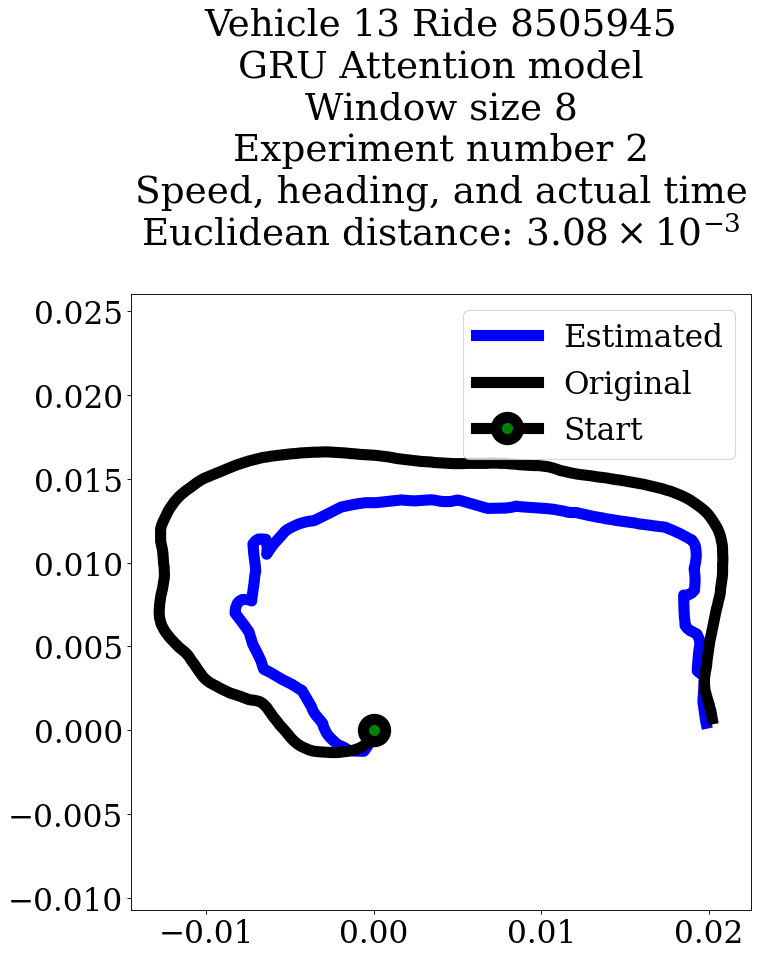 Vehicle 13 Ride 8505945
GRU Attention model
Window size 8
Experiment number 2
Speed, heading, and actual time
Euclidean distance: 3.08 × 10⁻³
0.025
0.020
0.015
0.010
0.005
0.000
−0.005
−0.010
Estimated
Original
Start
−0.01
0.00
0.01
0.02